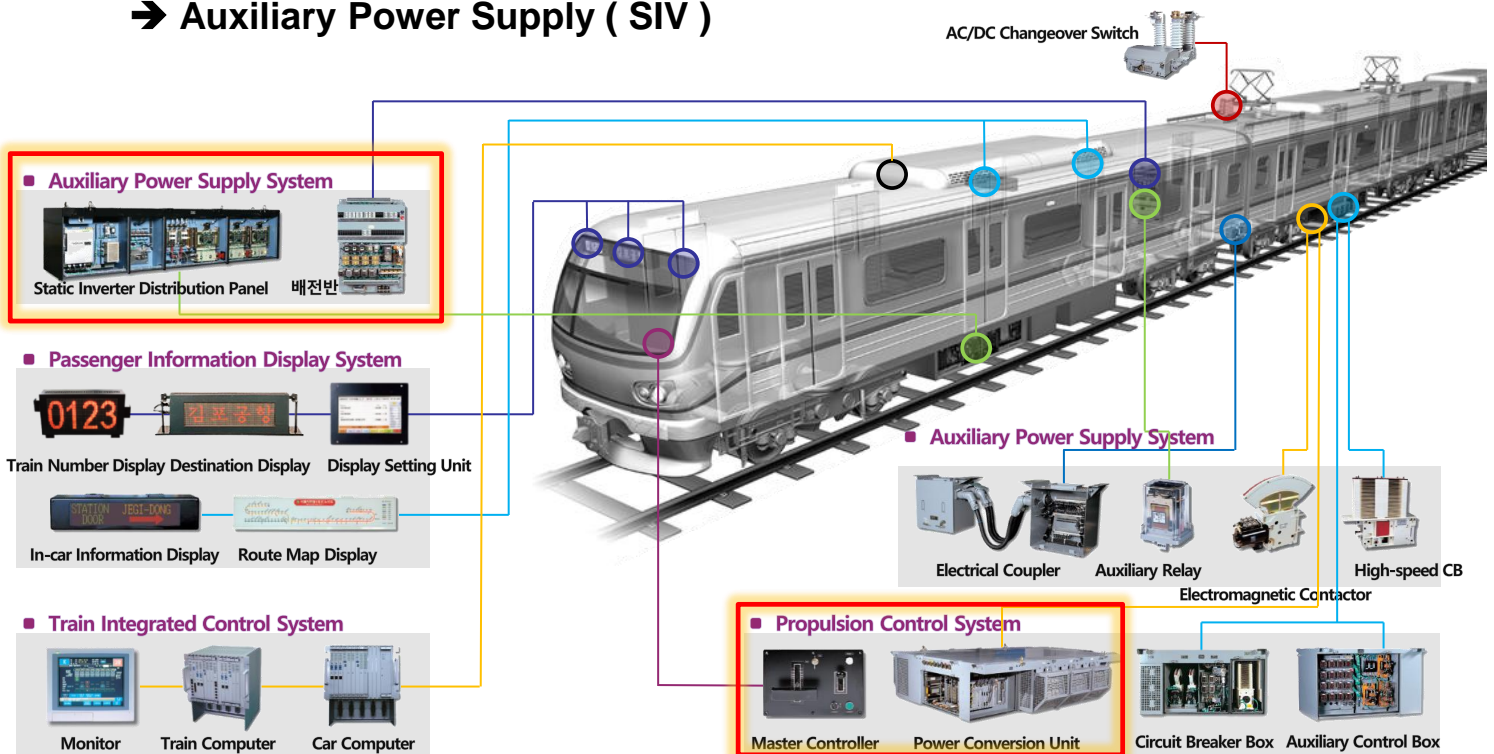 ➔ Auxiliary Power Supply ( SIV )
AC/DC Changeover Switch
Auxiliary Power Supply System
Static Inverter Distribution Panel
배전반
Passenger Information Display System
0123
김포공항
Train Number Display
Destination Display
Display Setting Unit
STATION
DOOR
JEGI-DONG
In-car Information Display
Route Map Display
Train Integrated Control System
Monitor
Train Computer
Car Computer
Auxiliary Power Supply System
Electrical Coupler
Auxiliary Relay
Electromagnetic Contactor
High-speed CB
Propulsion Control System
Master Controller
Power Conversion Unit
Circuit Breaker Box
Auxiliary Control Box